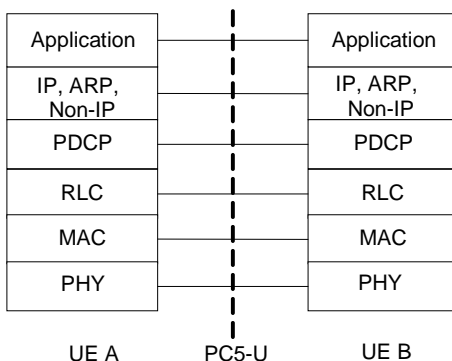 Application Application
IP, ARP, IP, ARP,
Non-IP Non-IP
PDCP PDCP
RLC RLC
MAC MAC
PHY PHY
UE A PC5-U UE B